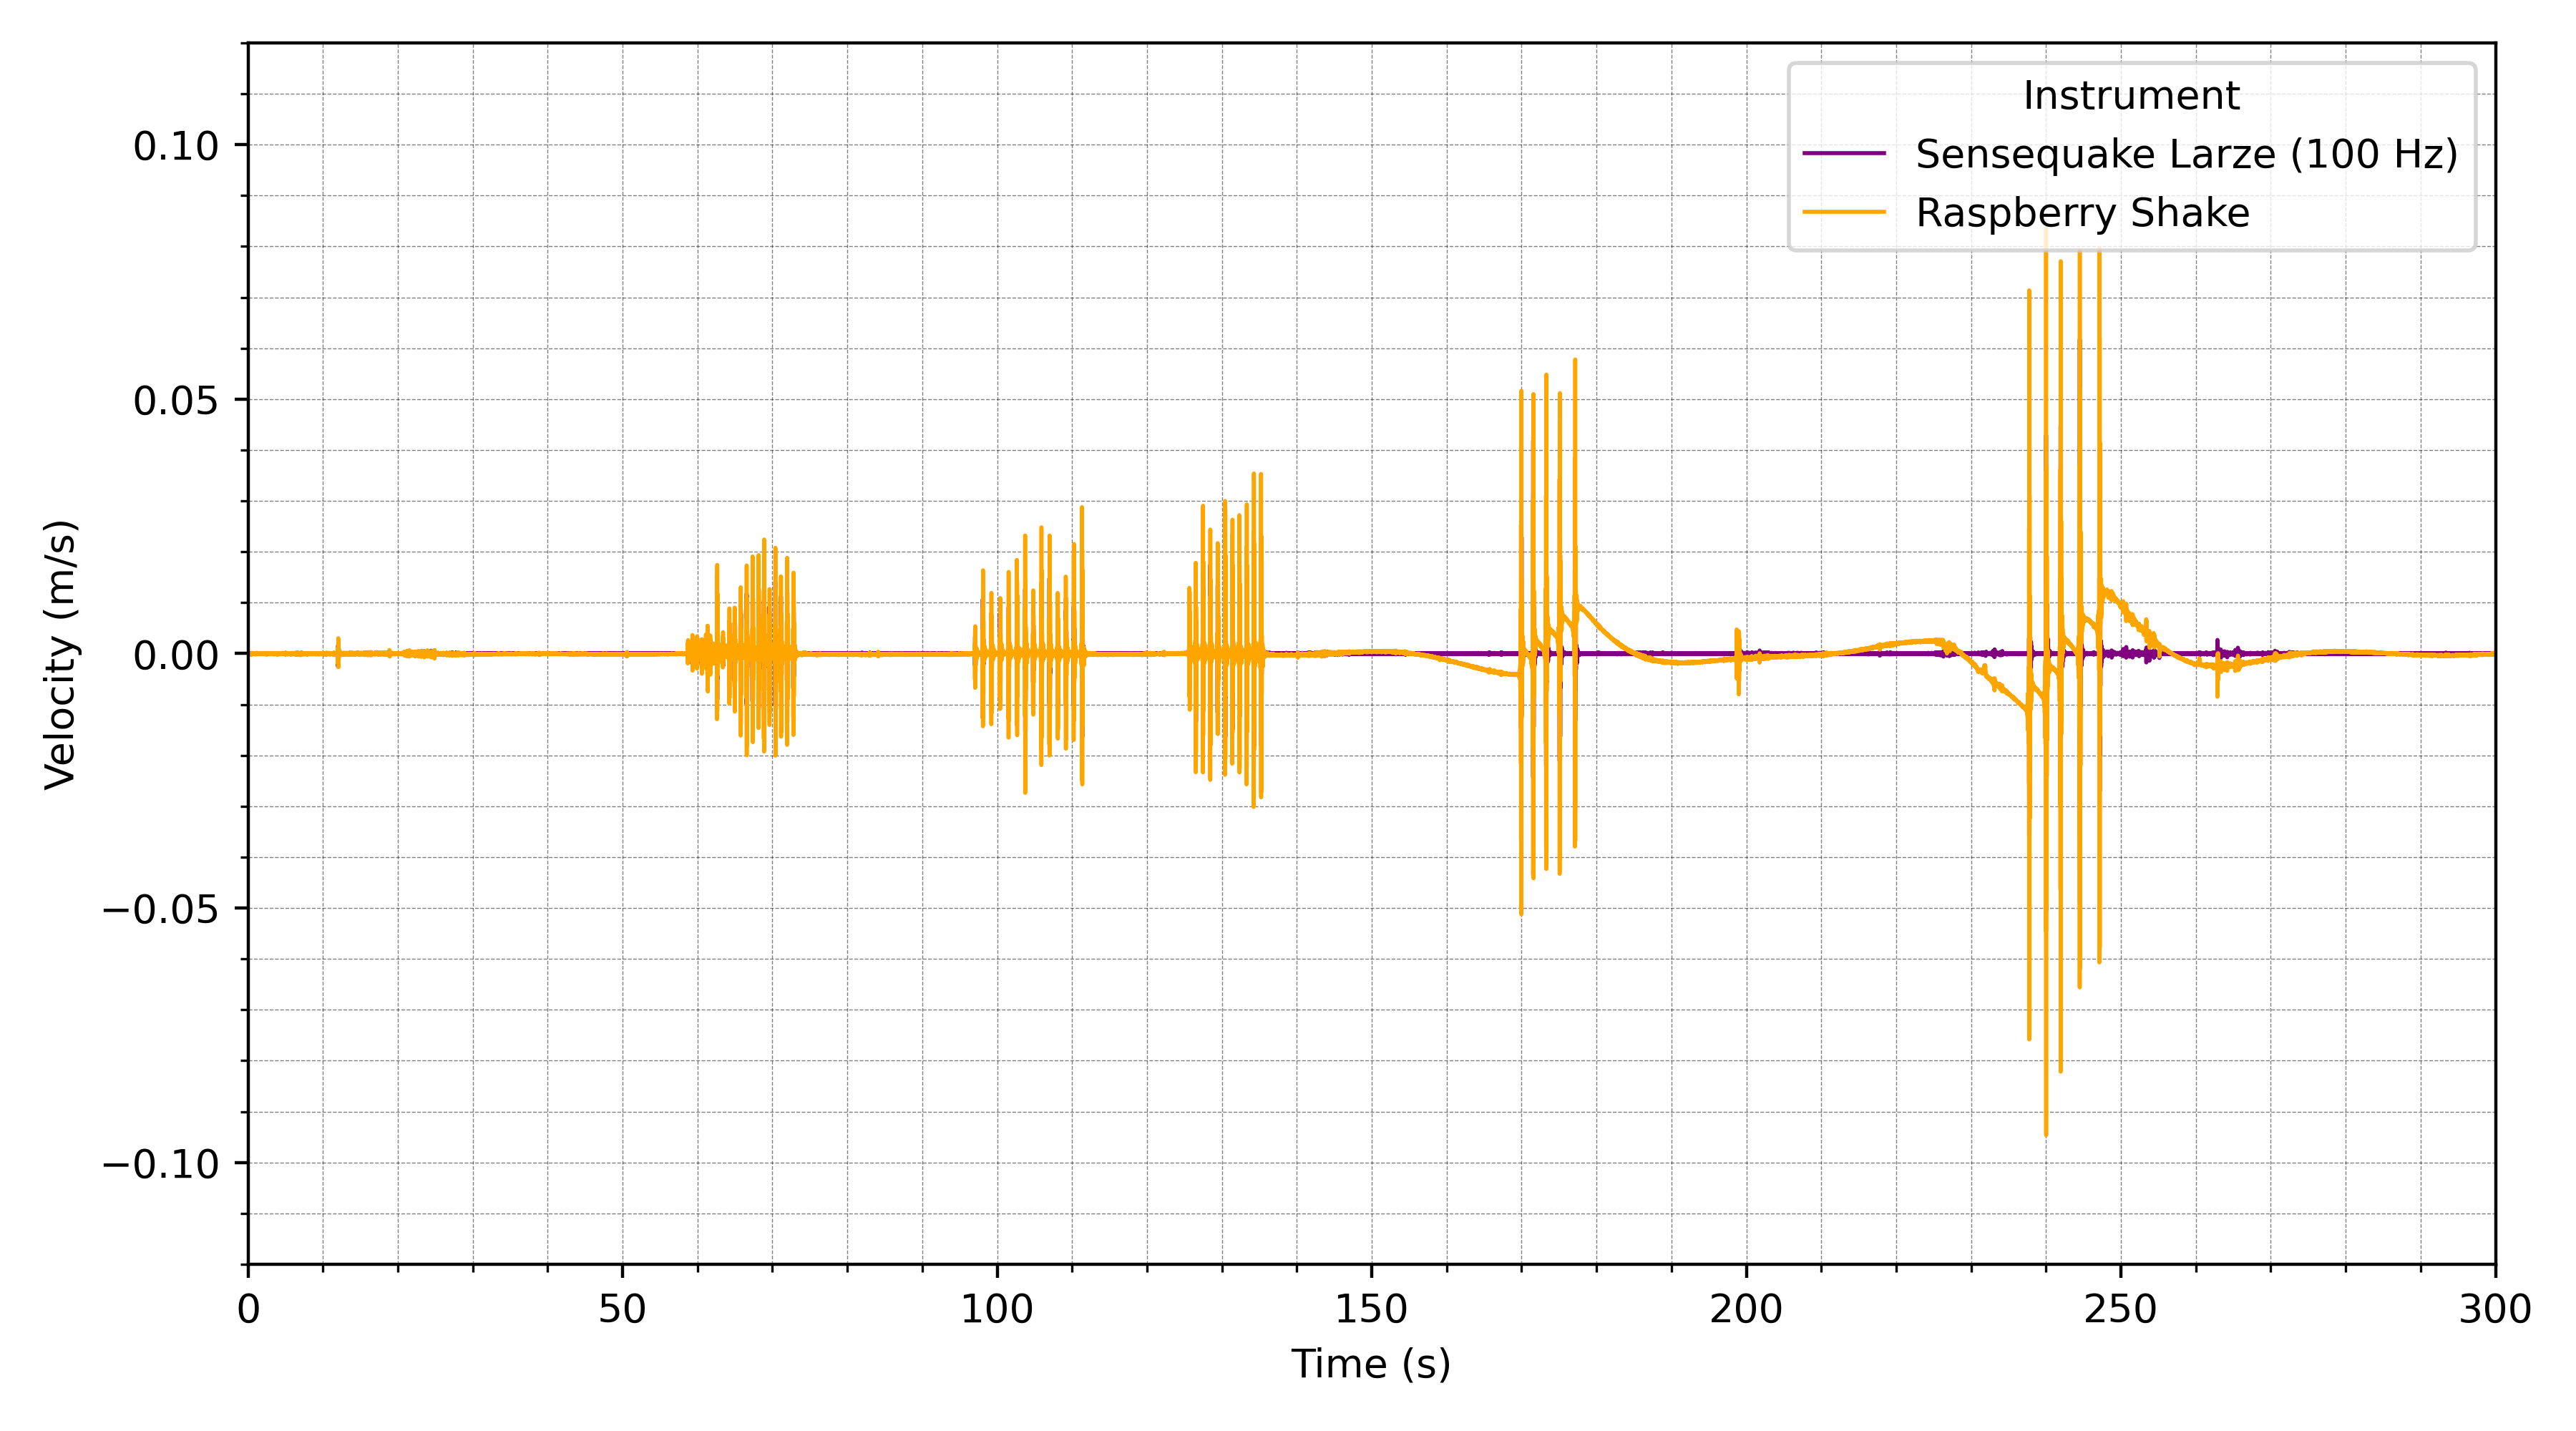 Instrument
Sensequake Larze (100 Hz)
Raspberry Shake
0.10
0.05
0.00
−0.05
−0.10
Velocity (m/s)
0 50 100 150 200 250 300
Time (s)